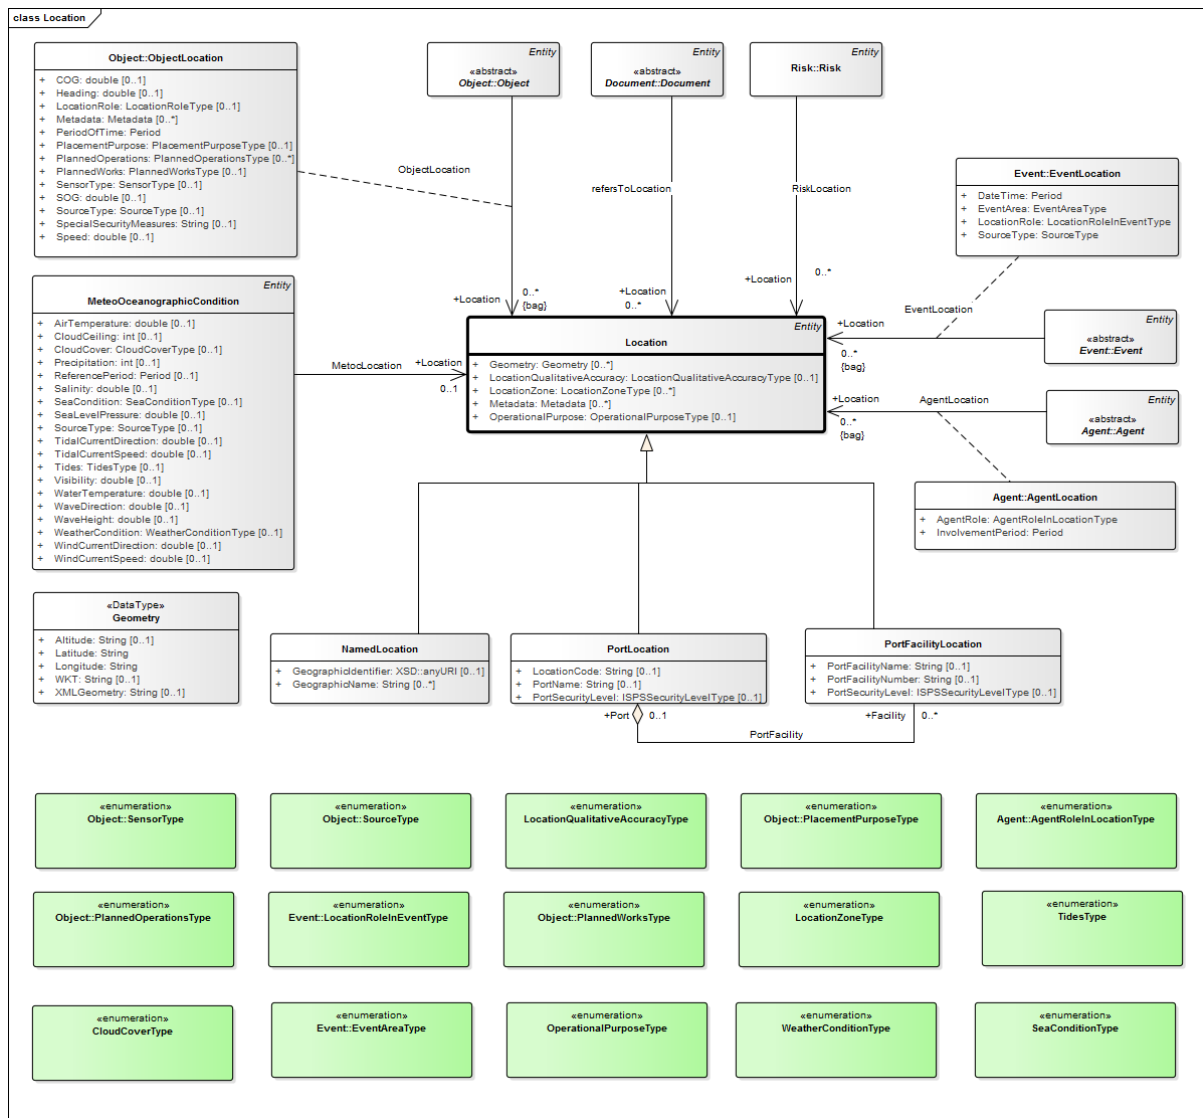 class Location
Object::ObjectLocation
+ COG: double [0..1]
+ Heading: double [0..1]
+ LocationRole: LocationRoleType [0..1]
+ Metadata: Metadata [0..*]
+ PeriodOfTime: Period
+ PlacementPurpose: PlacementPurposeType [0..1]
+ PlannedOperations: PlannedOperationsType [0..*]
+ PlannedWorks: PlannedWorksType [0..1]
+ SensorType: SensorType [0..1]
+ SOG: double [0..1]
+ SourceType: SourceType [0..1]
+ SpecialSecurityMeasures: String [0..1]
+ Speed: double [0..1]
Entity
«abstract»
Object::Object
Entity
«abstract»
Document::Document
Entity
Risk::Risk
ObjectLocation
refersToLocation
RiskLocation
Event::EventLocation
+ DateTime: Period
+ EventArea: EventAreaType
+ LocationRole: LocationRoleInEventType
+ SourceType: SourceType
Entity
MeteoOceanographicCondition
+ AirTemperature: double [0..1]
+ CloudCeiling: int [0..1]
+ CloudCover: CloudCoverType [0..1]
+ Precipitation: int [0..1]
+ ReferencePeriod: Period [0..1]
+ Salinity: double [0..1]
+ SeaCondition: SeaConditionType [0..1]
+ SeaLevelPressure: double [0..1]
+ SourceType: SourceType [0..1]
+ TidalCurrentDirection: double [0..1]
+ TidalCurrentSpeed: double [0..1]
+ Tides: TidesType [0..1]
+ Visibility: double [0..1]
+ WaterTemperature: double [0..1]
+ WaveDirection: double [0..1]
+ WaveHeight: double [0..1]
+ WeatherCondition: WeatherConditionType [0..1]
+ WindCurrentDirection: double [0..1]
+ WindCurrentSpeed: double [0..1]
+Location
0..*
{bag}
+Location
0..*
+Location
0..*
MetocLocation
+Location
0..1
Entity
Location
+ Geometry: Geometry [0..*]
+ LocationQualitativeAccuracy: LocationQualitativeAccuracyType [0..1]
+ LocationZone: LocationZoneType [0..*]
+ Metadata: Metadata [0..*]
+ OperationalPurpose: OperationalPurposeType [0..1]
EventLocation
+Location
0..*
{bag}
Entity
«abstract»
Event::Event
+Location
AgentLocation
0..*
{bag}
Entity
«abstract»
Agent::Agent
Agent::AgentLocation
+ AgentRole: AgentRoleInLocationType
+ InvolvementPeriod: Period
«DataType»
Geometry
+ Altitude: String [0..1]
+ Latitude: String
+ Longitude: String
+ WKT: String [0..1]
+ XMLGeometry: String [0..1]
NamedLocation
+ GeographicIdentifier: XSD::anyURI [0..1]
+ GeographicName: String [0..*]
PortLocation
+ LocationCode: String [0..1]
+ PortName: String [0..1]
+ PortSecurityLevel: ISPSSecurityLevelType [0..1]
PortFacilityLocation
+ PortFacilityName: String [0..1]
+ PortFacilityNumber: String [0..1]
+ PortSecurityLevel: ISPSSecurityLevelType [0..1]
+Port
0..1
+Facility
0..*
PortFacility
«enumeration»
Object::SensorType
«enumeration»
Object::SourceType
«enumeration»
LocationQualitativeAccuracyType
«enumeration»
Object::PlacementPurposeType
«enumeration»
Agent::AgentRoleInLocationType
«enumeration»
Object::PlannedOperationsType
«enumeration»
Event::LocationRoleInEventType
«enumeration»
Object::PlannedWorksType
«enumeration»
LocationZoneType
«enumeration»
TidesType
«enumeration»
CloudCoverType
«enumeration»
Event::EventAreaType
«enumeration»
OperationalPurposeType
«enumeration»
WeatherConditionType
«enumeration»
SeaConditionType